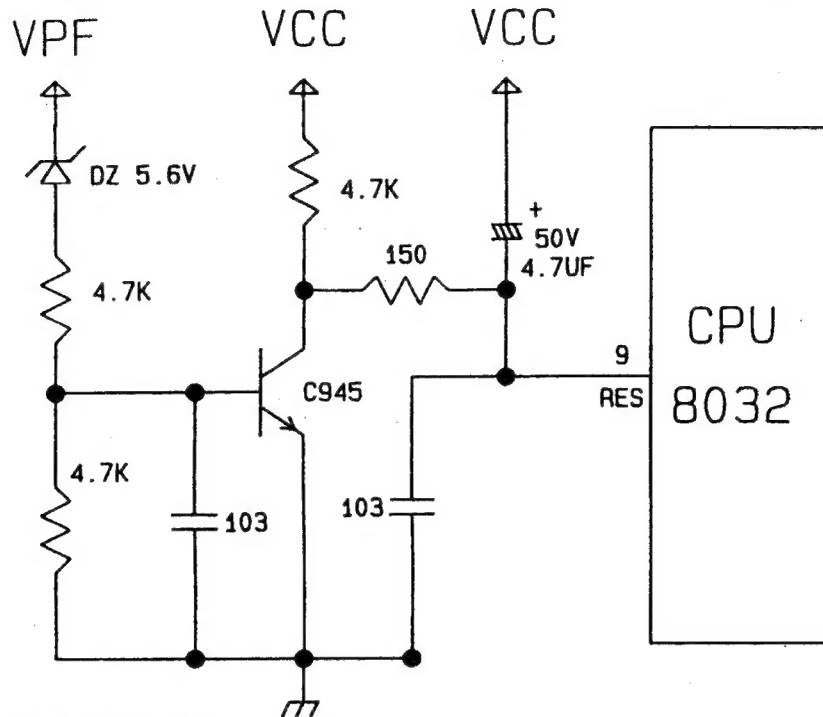 VPF
VCC
VCC
DZ 5.6V
4.7K
+
50V
4.7UF
150
4.7K
CPU
8032
9
RES
C945
4.7K
103
103